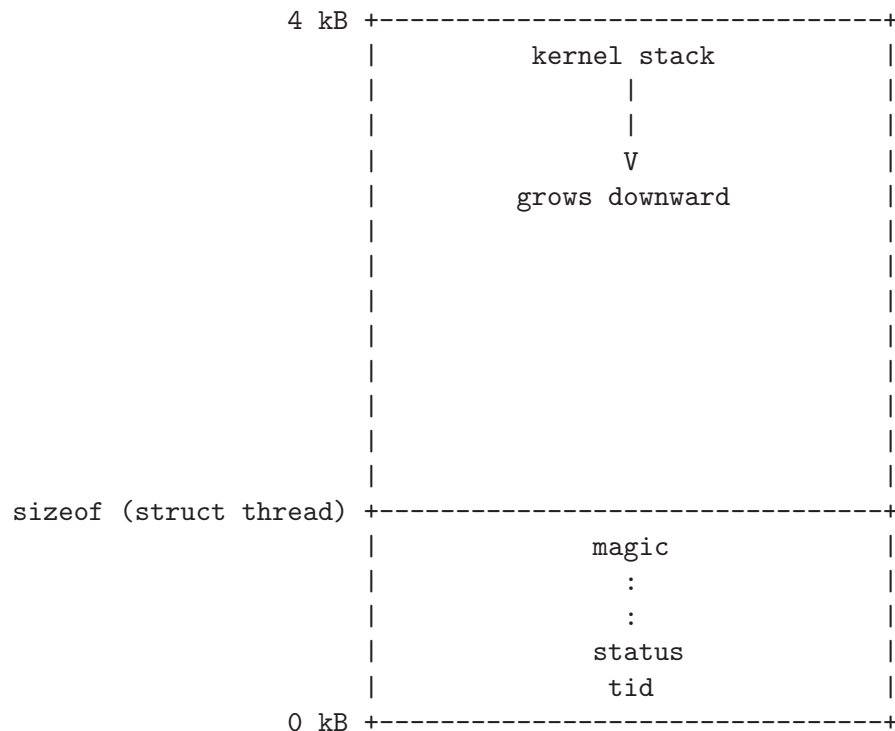 4 kB +---------------------------------+
| kernel stack |
| | |
| | |
| V |
| grows downward |
| |
| |
| |
| |
| |
| |
| |
| |
sizeof (struct thread) +---------------------------------+
| magic |
| : |
| : |
| status |
| tid |
0 kB +---------------------------------+